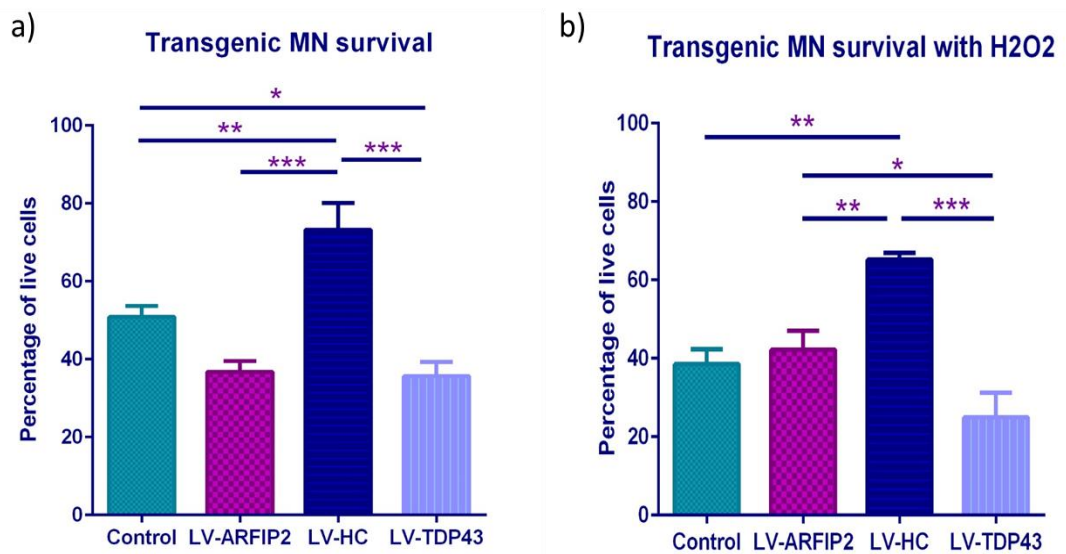 a)
Transgenic MN survival
*
**
***
***
Percentage of live cells
100
80
60
40
20
0
Control LV-ARFIP2 LV-HC LV-TDP43
b)
Transgenic MN survival with H2O2
**
*
**
***
Percentage of live cells
100
80
60
40
20
0
Control LV-ARFIP2 LV-HC LV-TDP43